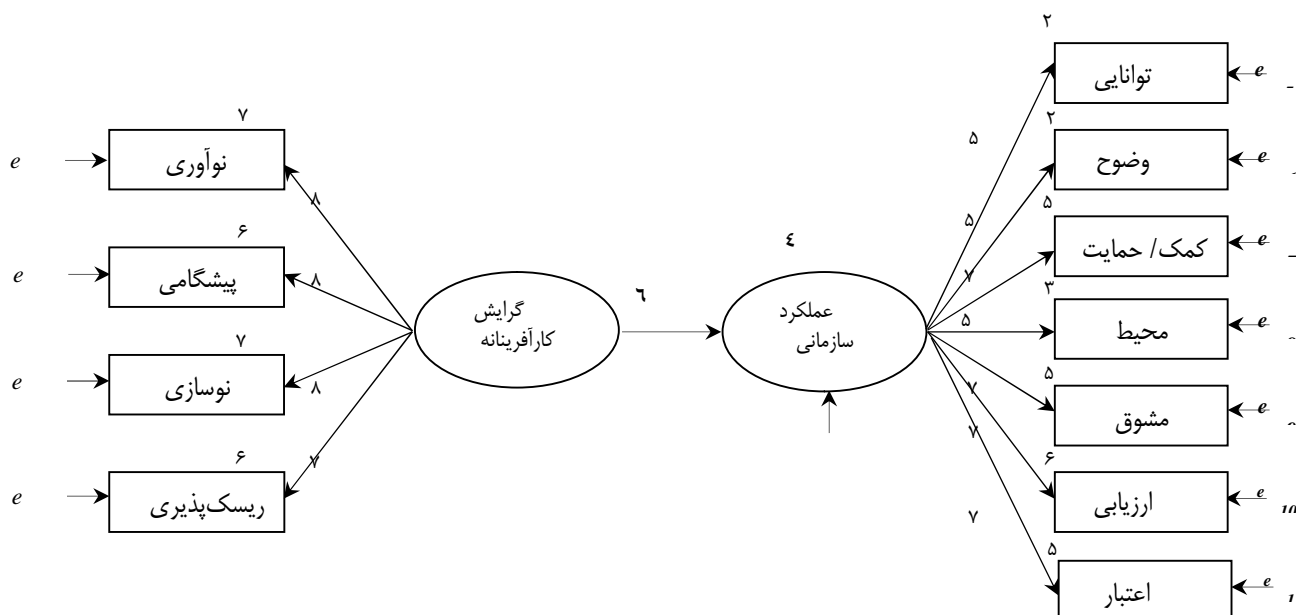 ۲
توانایی
e
۵
۷
۲
نوآوری
وضوح
e
e
۸
۵
۵
۶
کمک/ حمایت
e
٤
پیشگامی
e
۸
۷
۳
گرایش
کارآفرینانه
٦
عملکرد
سازمانی
۵
محیط
e
۷
نوسازی
e
۸
۵
۷
مشوق
e
۷
۶
۶
ریسک‌پذیری
e
۷
ارزیابی
e
10
۷
۵
اعتبار
e
1